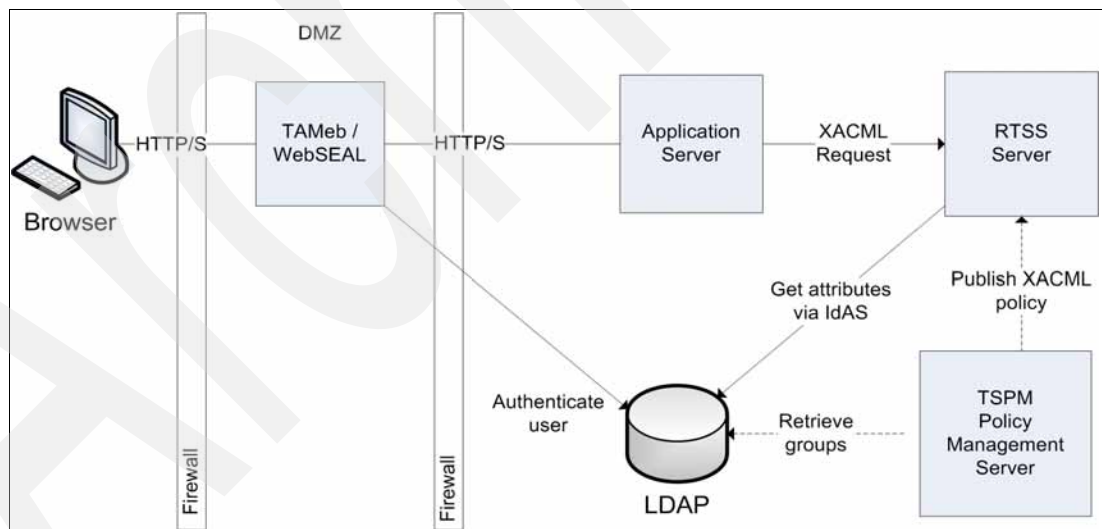 DMZ
HTTP/S
TAMeb /
WebSEAL
HTTP/S
Application
Server
XACML
Request
RTSS
Server
Browser
Get attributes
via IdAS
Publish XACML
policy
Authenticate
user
Retrieve
groups
TSPM
Policy
Management
Server
LDAP
Firewall
Firewall